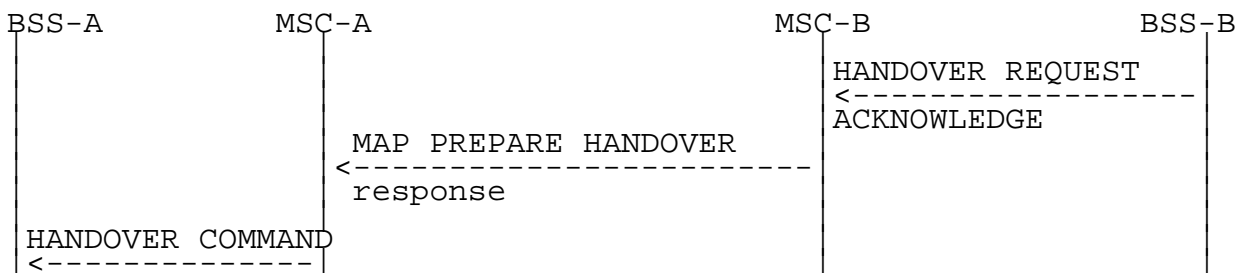 BSS-A MSC-A MSC-B BSS-B
HANDOVER REQUEST
ACKNOWLEDGE
MAP PREPARE HANDOVER
response
HANDOVER COMMAND